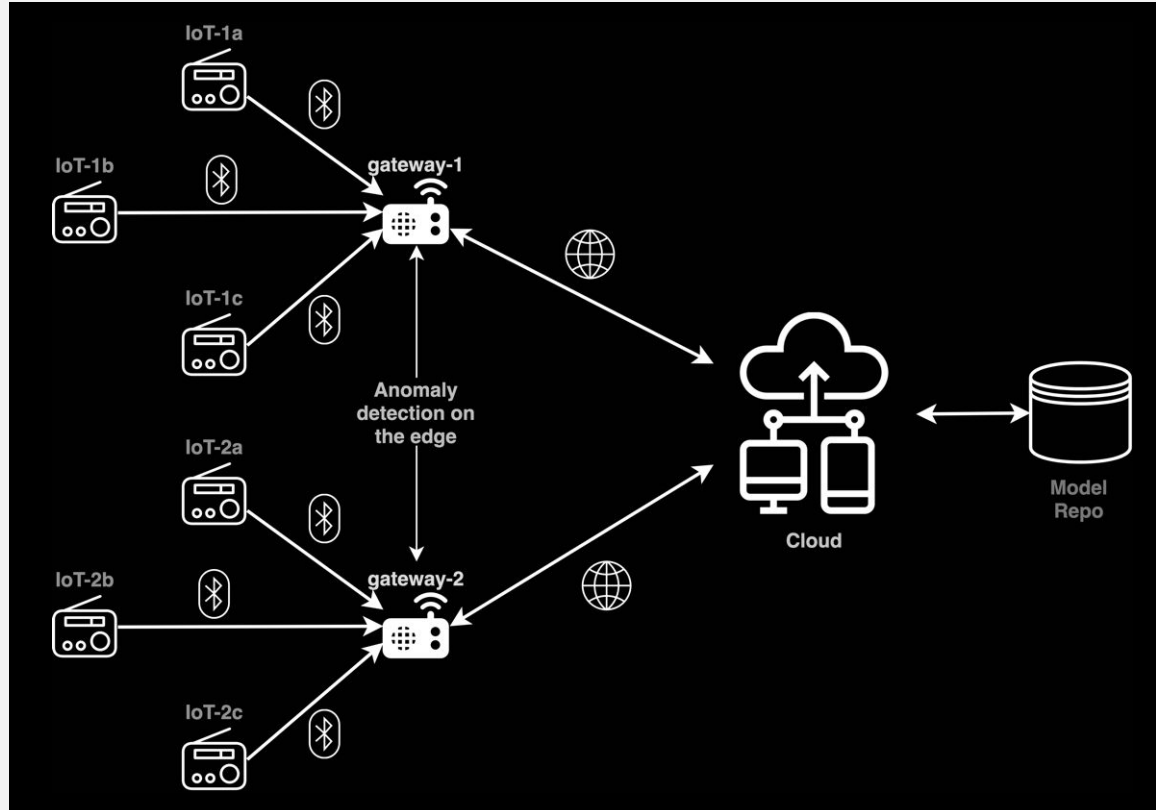 IoT-1a
gateway-1
IoT-1b
IoT-1c
Anomaly
detection on
the edge
IoT-2a
Model
Repo
Cloud
gateway-2
IoT-2b
IoT-2c